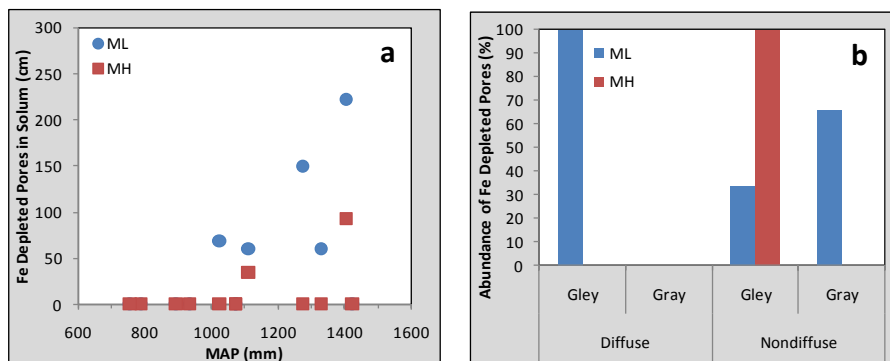 Fe Depleted Pores in Solum (cm)
300
250
200
150
100
50
0
ML
MH
a
600 800 1000 1200 1400 1600
MAP (mm)
Abundance of Fe Depleted Pores (%)
100
90
80
70
60
50
40
30
20
10
0
ML
MH
b
Gley Gray Gley Gray
Diffuse Nondiffuse